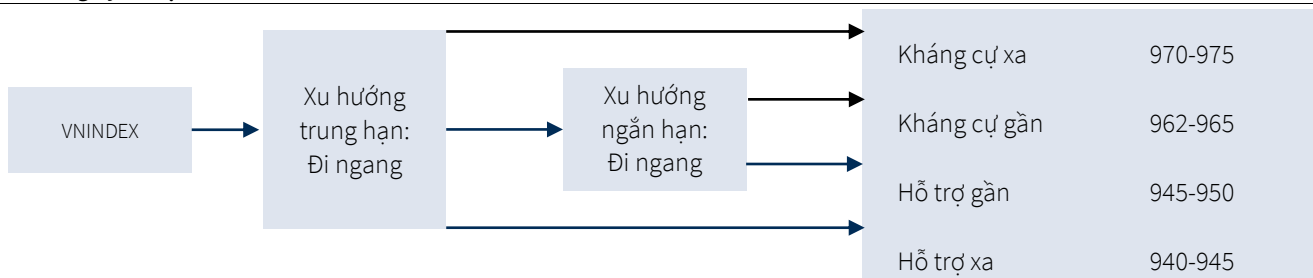 VNINDEX
Xu hướng
trung hạn:
Đi ngang
Xu hướng
ngắn hạn:
Đi ngang
Kháng cự xa 970-975
Kháng cự gần 962-965
Hỗ trợ gần 945-950
Hỗ trợ xa 940-945